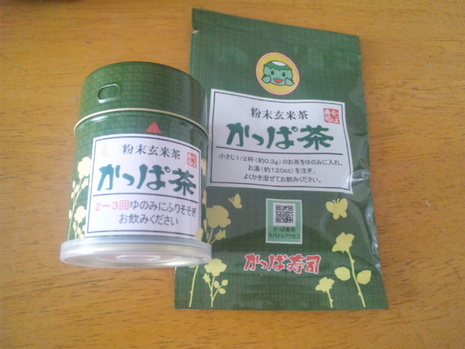 粉末玄米茶
かっぱ茶
2～3回ゆのみにふりそそぎ
お飲みください
粉末玄米茶
かっぱ茶
小さじ1/2杯(約0.3g)のお茶をゆのみに入れ、
お湯(約120cc)を注ぎ、
よくかき混ぜてお飲みください。
かっぱ寿司